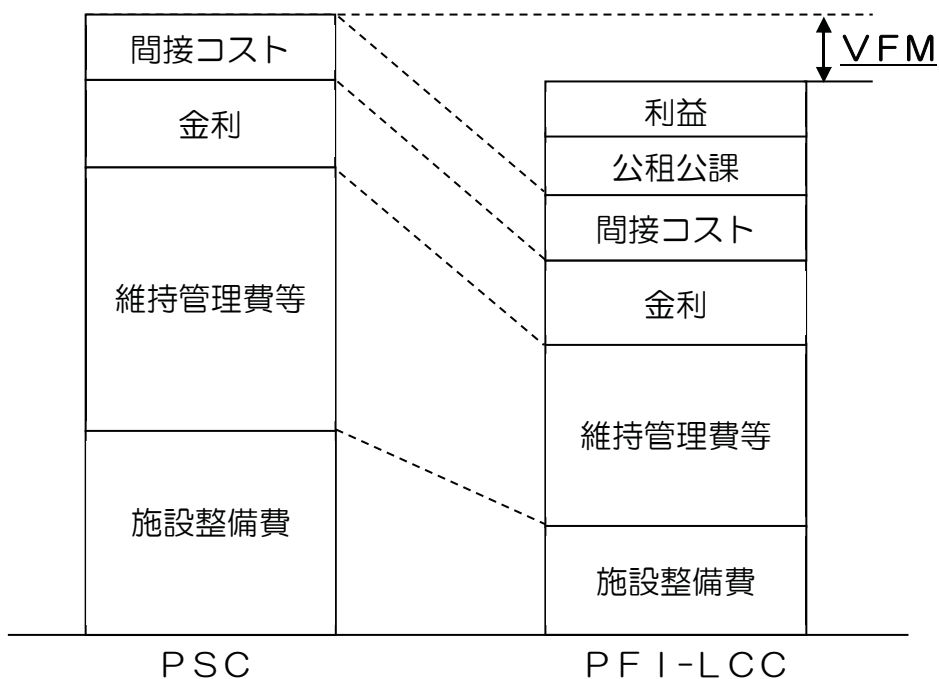 間接コスト
金利
維持管理費等
施設整備費
PSC
VFM
利益
公租公課
間接コスト
金利
維持管理費等
施設整備費
PFI-LCC